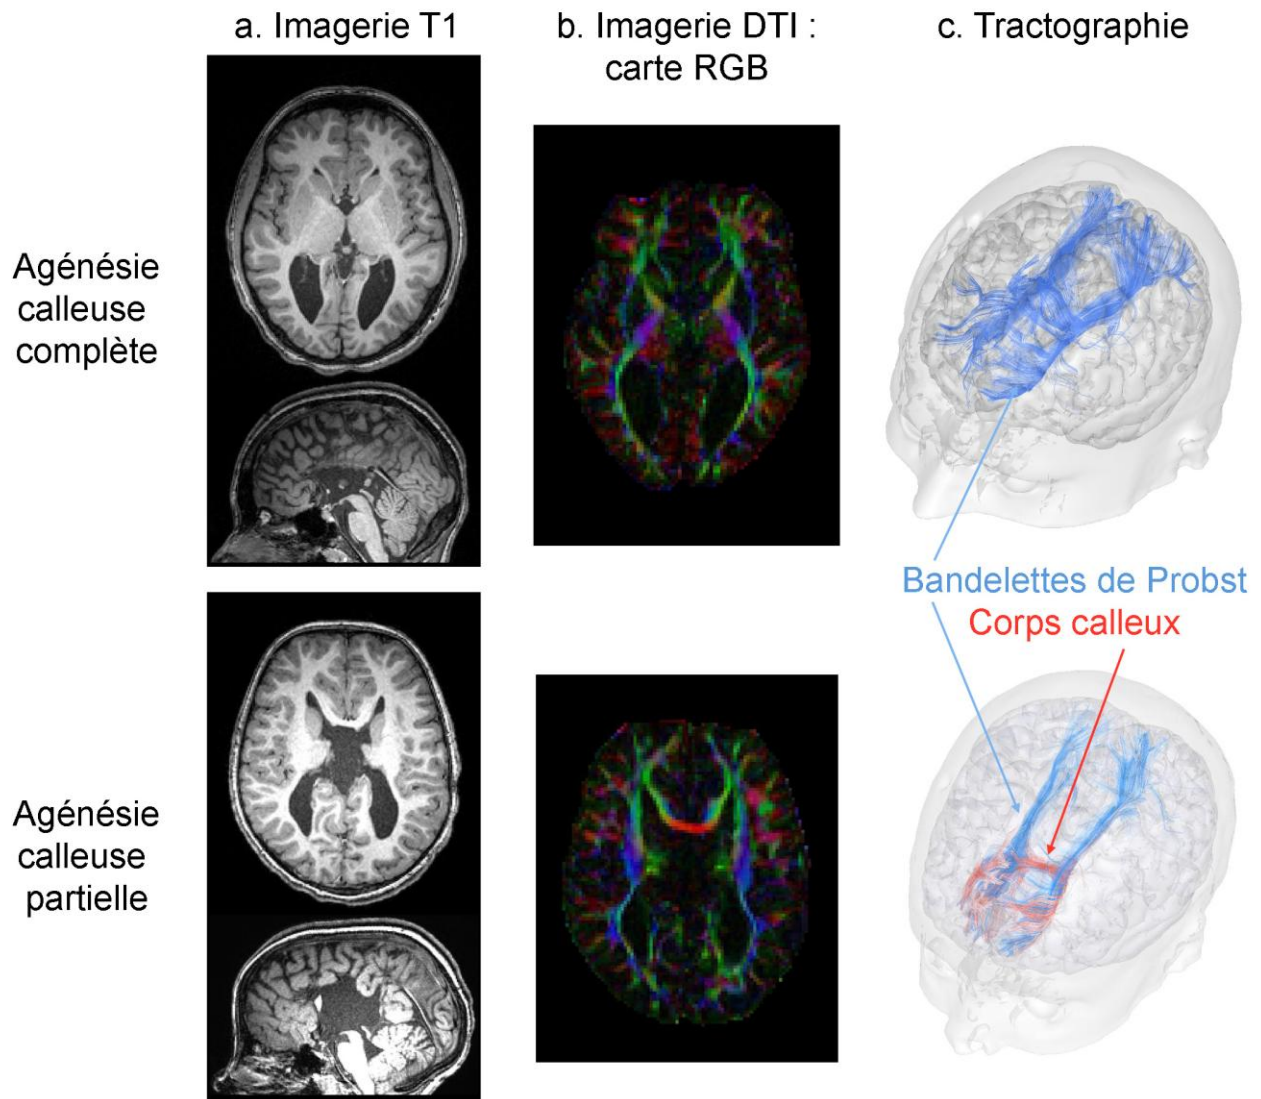 a. Imagerie T1
b. Imagerie DTI :
carte RGB
c. Tractographie
Agénésie
calleuse
complète
Bandelettes de Probst
Corps calleux
Agénésie
calleuse
partielle